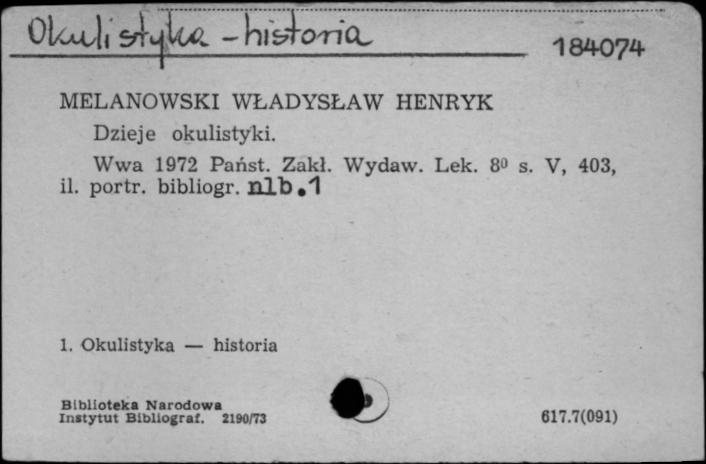 Okulistyka - historia
184074
MELANOWSKI WŁADYSŁAW HENRYK
Dzieje okulistyki.
Wwa 1972 Państ. Zakł. Wydaw. Lek. 8⁰ s. V, 403,
il. portr. bibliogr. nlb.1
1. Okulistyka — historia
Biblioteka Narodowa
Instytut Bibliograf. 2190/73
617.7(091)